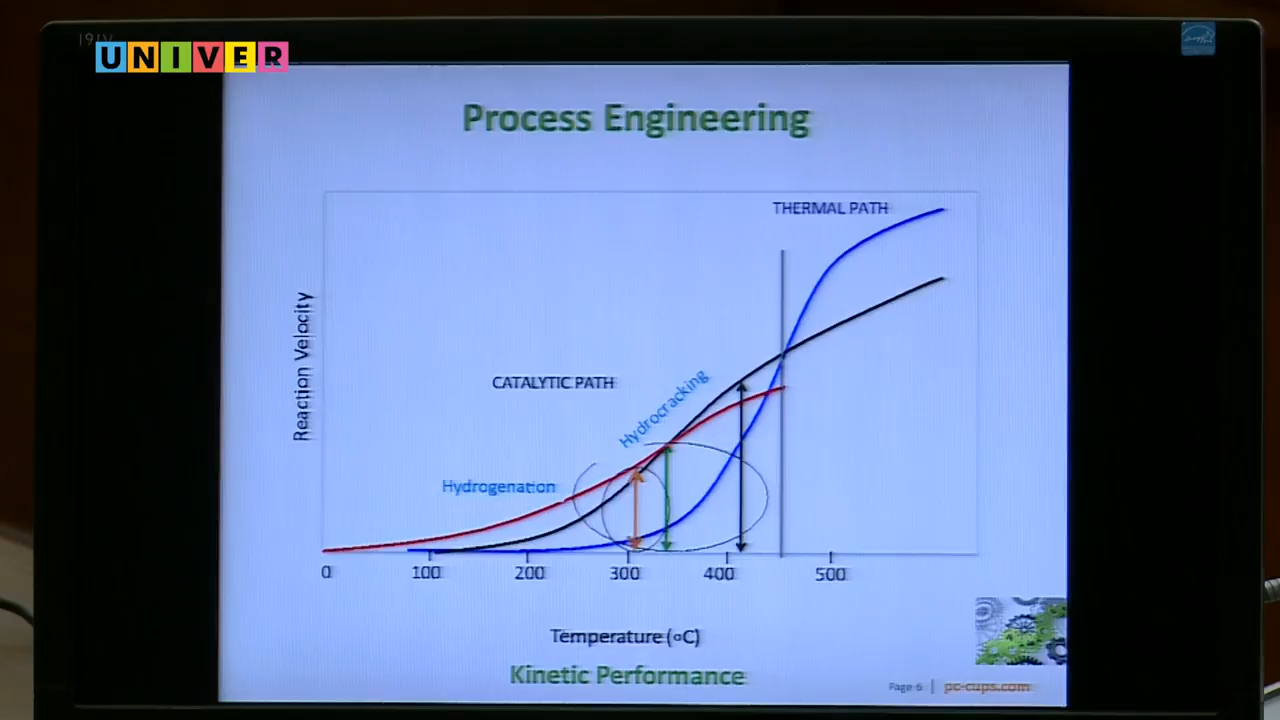 UNIVER
Process Engineering
THERMAL PATH
Reaction Velocity
CATALYTIC PATH
Hydrocracking
Hydrogenation
0 100 200 300 400 500
Temperature (°C)
Kinetic Performance
Page 6 | pc-cups.com